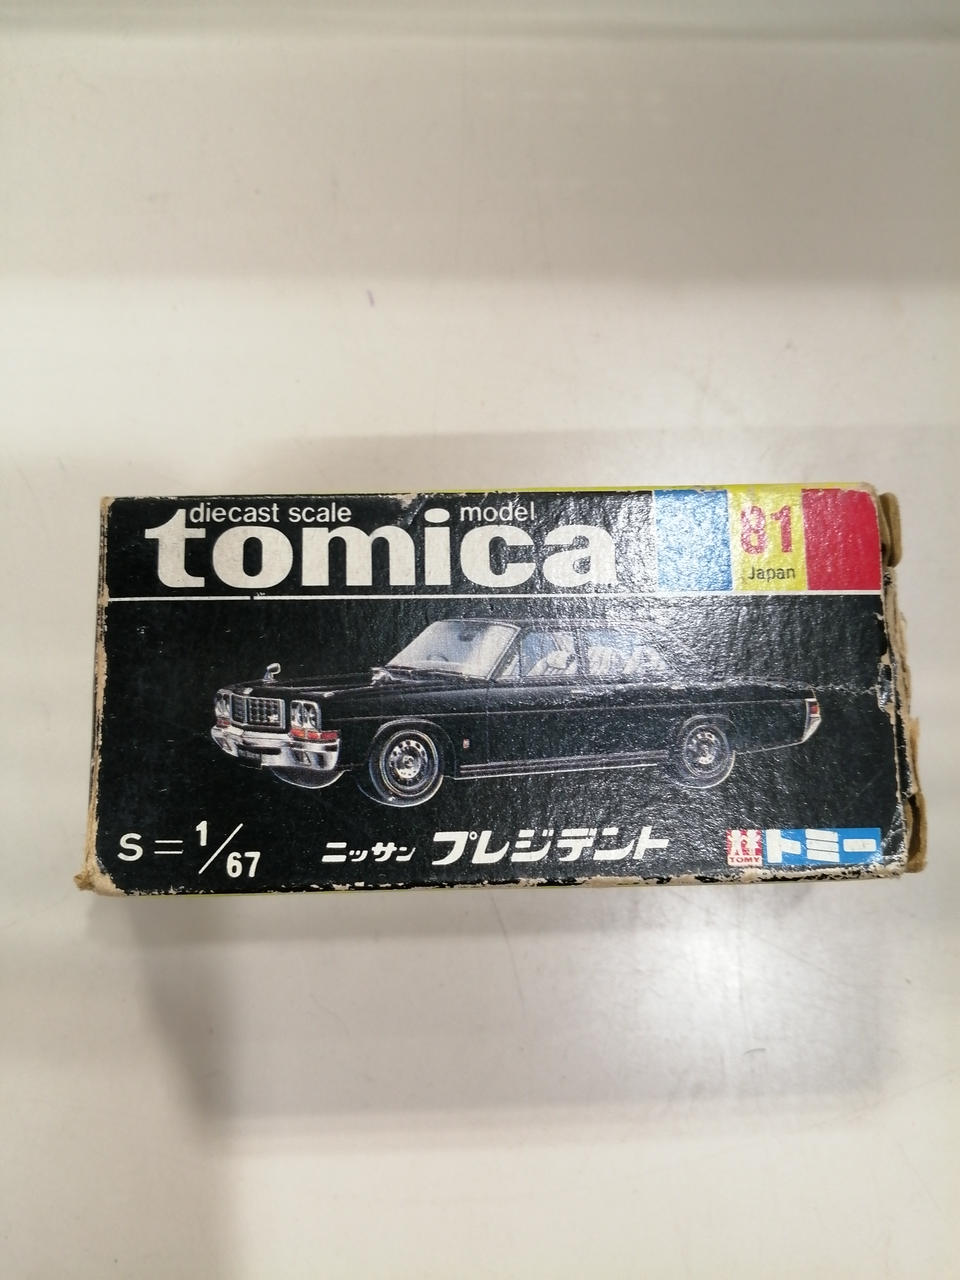 diecast scale model
tomica
81
Japan
S=1/67
ニッサン プレジデント
TOMY
トミー